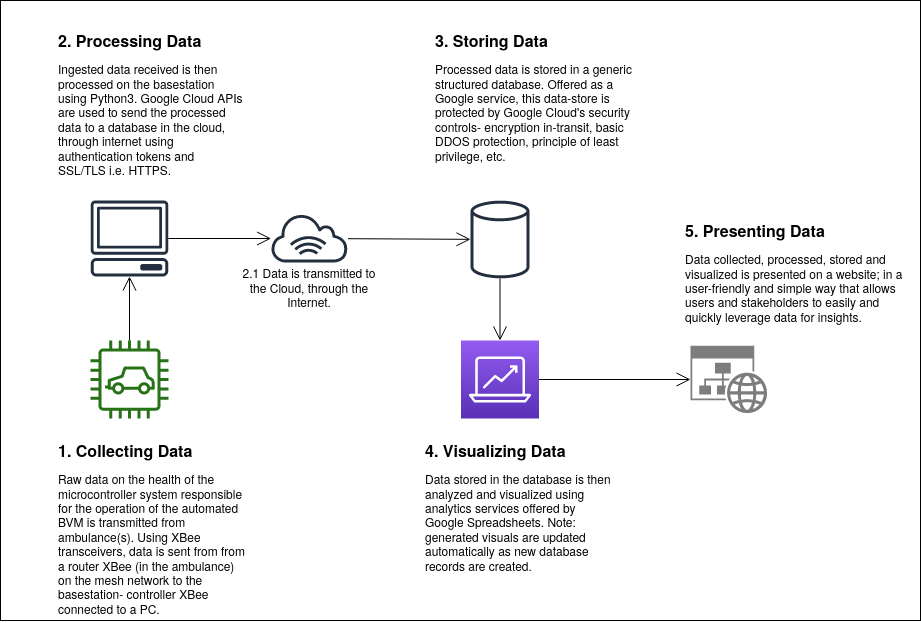 2. Processing Data
Ingested data received is then
processed on the basestation
using Python3. Google Cloud APIs
are used to send the processed
data to a database in the cloud,
through internet using
authentication tokens and
SSL/TLS i.e. HTTPS.
3. Storing Data
Processed data is stored in a generic
structured database. Offered as a
Google service, this data-store is
protected by Google Cloud's security
controls- encryption in-transit, basic
DDOS protection, principle of least
privilege, etc.
2.1 Data is transmitted to
the Cloud, through the
Internet.
5. Presenting Data
Data collected, processed, stored and
visualized is presented on a website; in a
user-friendly and simple way that allows
users and stakeholders to easily and
quickly leverage data for insights.
1. Collecting Data
Raw data on the health of the
microcontroller system responsible
for the operation of the automated
BVM is transmitted from
ambulance(s). Using XBee
transceivers, data is sent from from
a router XBee (in the ambulance)
on the mesh network to the
basestation- controller XBee
connected to a PC.
4. Visualizing Data
Data stored in the database is then
analyzed and visualized using
analytics services offered by
Google Spreadsheets. Note:
generated visuals are updated
automatically as new database
records are created.